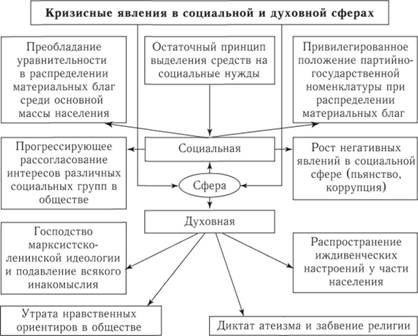 Кризисные явления в социальной и духовной сферах
Преобладание
уравнительности
в распределении
материальных благ
среди основной
массы населения
Остаточный принцип
выделения средств на
социальные нужды
Привилегированное
положение партийно-
государственной
номенклатуры при
распределении
материальных благ
Прогрессирующее
рассогласование
интересов различных
социальных групп в
обществе
Социальная
Рост негативных
явлений в социальной
сфере (пьянство,
коррупция)
Сфера
Духовная
Господство
марксистско-
ленинской идеологии
и подавление всякого
инакомыслия
Распространение
иждивенческих
настроений у части
населения
Утрата нравственных
ориентиров в обществе
Диктат атеизма и забвение религии